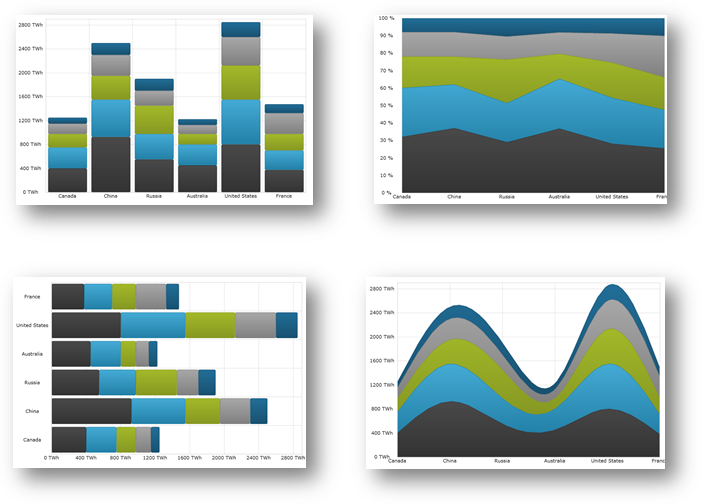 2800 TWh
2400 TWh
2000 TWh
1600 TWh
1200 TWh
800 TWh
400 TWh
0 TWh
Canada China Russia Australia United States France
100 %
90 %
80 %
70 %
60 %
50 %
40 %
30 %
20 %
10 %
0 %
Canada China Russia Australia United States Fran
France
United States
Australia
Russia
China
Canada
0 TWh 400 TWh 800 TWh 1200 TWh 1600 TWh 2000 TWh 2400 TWh 2800 TWh
2800 TWh
2400 TWh
2000 TWh
1600 TWh
1200 TWh
800 TWh
400 TWh
0 TWh
Canada China Russia Australia United States Franc